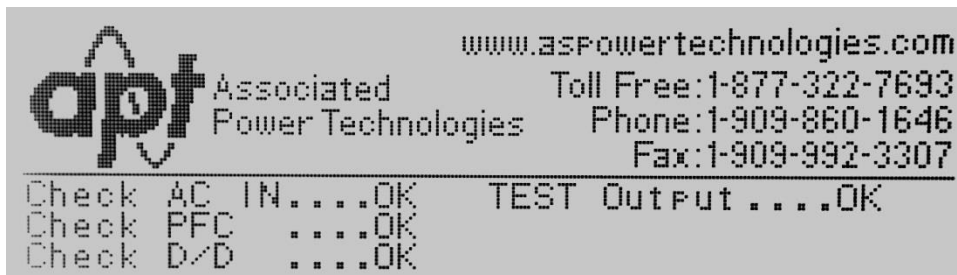 www.aspowertechnologies.com
apt
Associated
Power Technologies
Toll Free:1-877-322-7693
Phone:1-909-860-1646
Fax:1-909-992-3307
Check AC IN....OK
TEST Output....OK
Check PFC ....OK
Check D/D ....OK